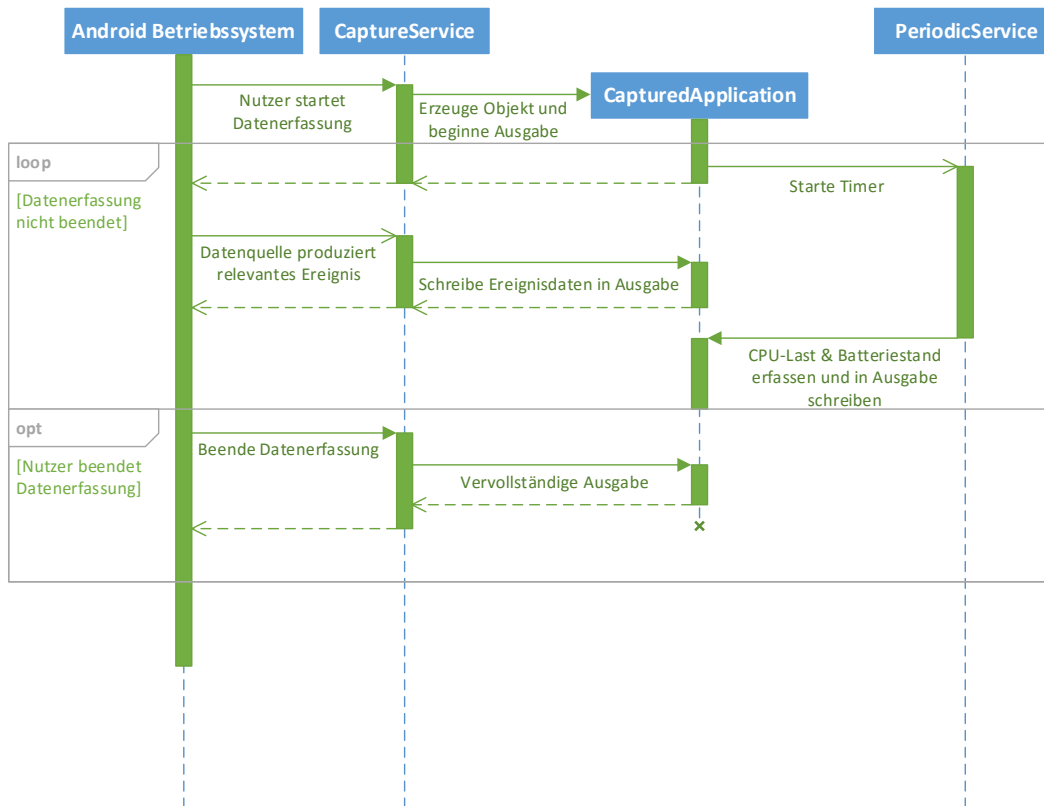 Android Betriebssystem
CaptureService
PeriodicService
CapturedApplication
Nutzer startet
Datenerfassung
Erzeuge Objekt und
beginne Ausgabe
loop
[Datenerfassung
nicht beendet]
Starte Timer
Datenquelle produziert
relevantes Ereignis
Schreibe Ereignisdaten in Ausgabe
CPU-Last & Batteriestand
erfassen und in Ausgabe
schreiben
opt
[Nutzer beendet
Datenerfassung]
Beende Datenerfassung
Vervollständige Ausgabe